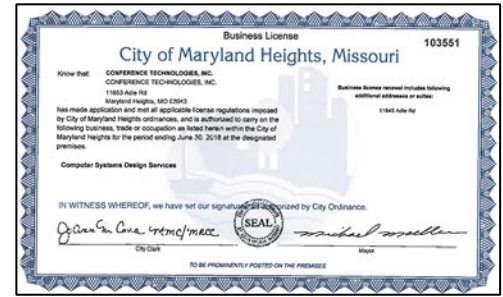 Business License
103551
City of Maryland Heights, Missouri
Know that: CONFERENCE TECHNOLOGIES, INC.
CONFERENCE TECHNOLOGIES, INC.
11653 Adie Rd
Maryland Heights, MO 63043
Business license renewal includes following
additional addresses or suites:
11845 Adie Rd
has made application and met all applicable license regulations imposed
by City of Maryland Heights ordinances, and is authorized to carry on the
following business, trade or occupation as listed herein within the City of
Maryland Heights for the period ending June 30, 2018 at the designated
premises.
Computer Systems Design Services
IN WITNESS WHEREOF, we have set our signatures as authorized by City Ordinance.
SEAL
City Clerk
Michael Moeller
Mayor
TO BE PROMINENTLY POSTED ON THE PREMISES